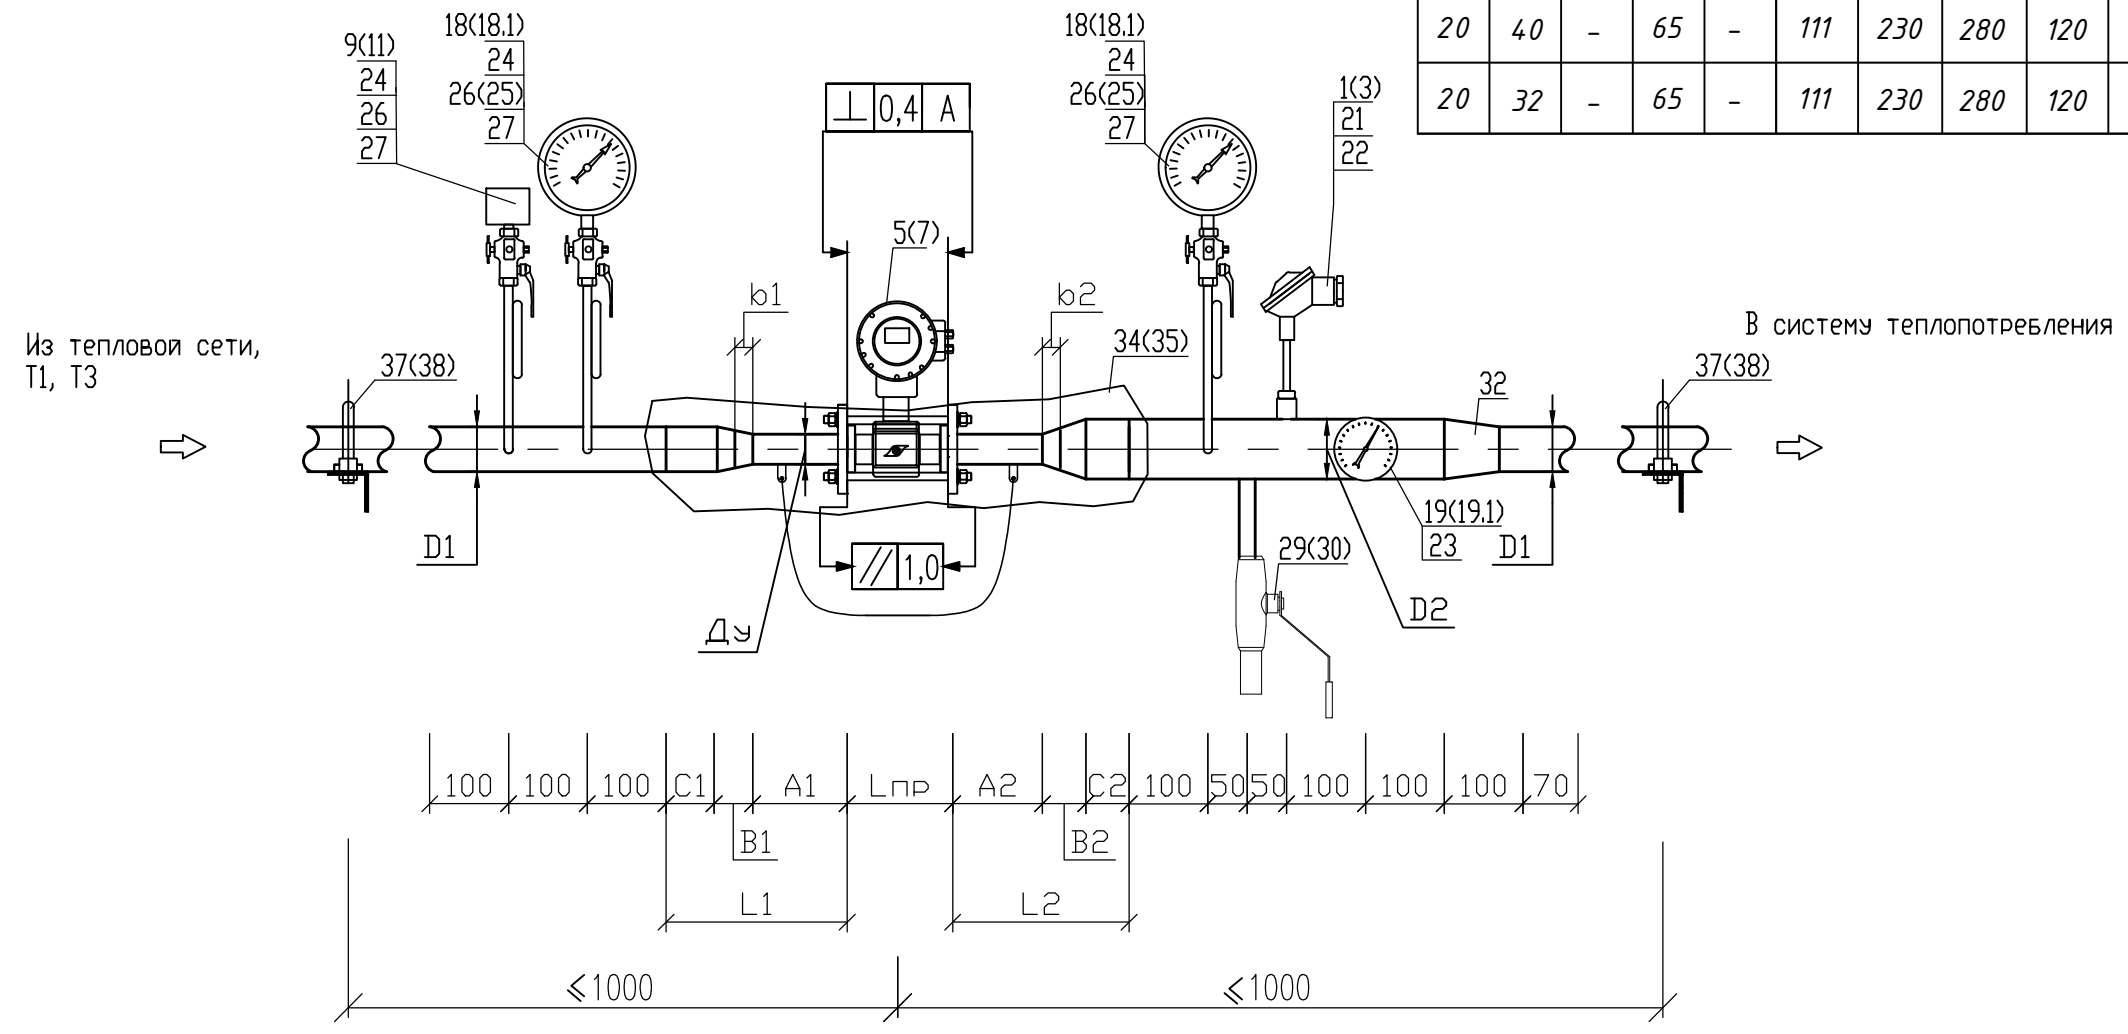 20 40 - 65 - 111 230 280 120
20 32 - 65 - 111 230 280 120
9(11)
24
26
27
18(18.1)
24
26(25)
27
⊥ 0,4 А
18(18.1)
24
26(25)
27
1(3)
21
22
5(7)
b1
b2
34(35)
Из тепловои сети,
Т1, Т3
В систему теплопотребления
37(38)
37(38)
32
D1
19(19.1)
23
D1
29(30)
// 1,0
Ду
D2
100 100 100 C1 A1 Lпр A2 C2 100 50 50 100 100 100 70
B1
B2
L1
L2
⩽1000
⩽1000